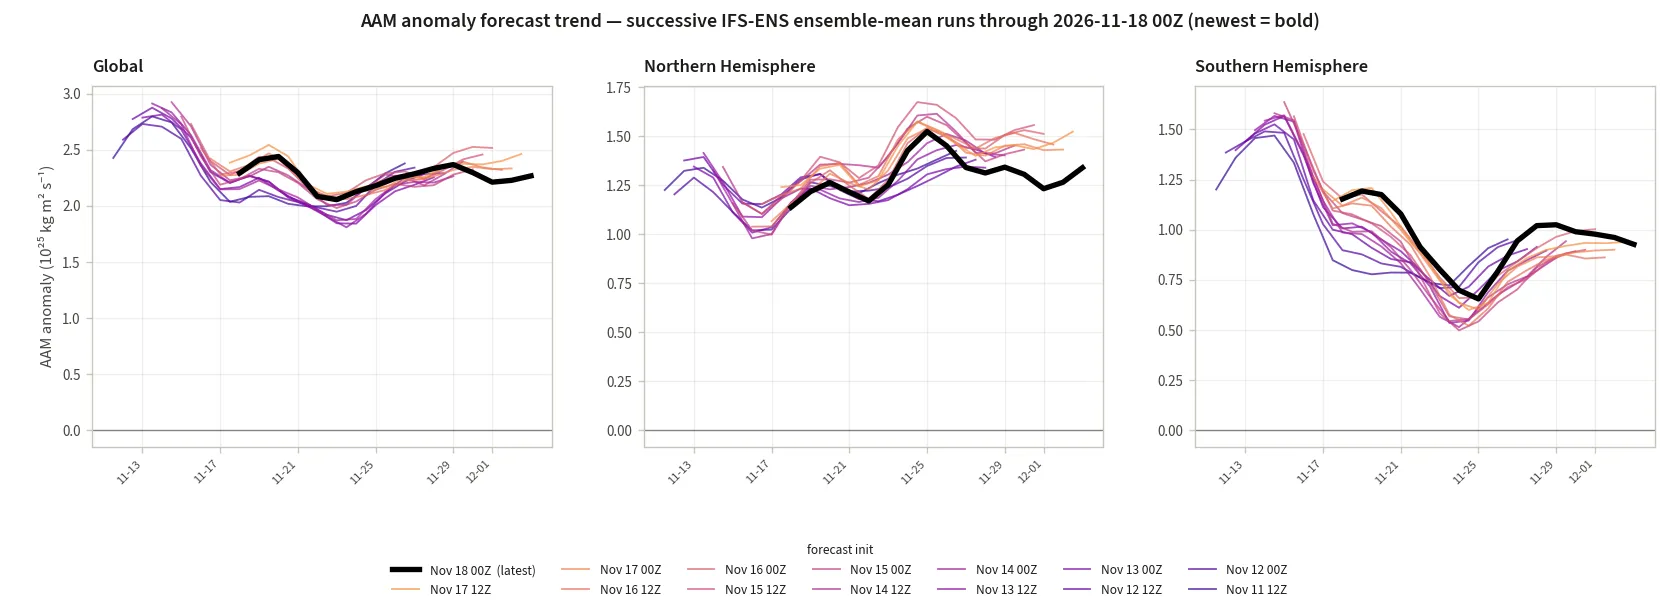 AAM anomaly forecast trend — successive IFS-ENS ensemble-mean runs through 2026-11-18 00Z (newest = bold)
Global
Northern Hemisphere
Southern Hemisphere
AAM anomaly (10²⁵ kg m² s⁻¹)
3.0
2.5
2.0
1.5
1.0
0.5
0.0
11-13
11-17
11-21
11-25
11-29
12-01
1.75
1.50
1.25
1.00
0.75
0.50
0.25
0.00
11-13
11-17
11-21
11-25
11-29
12-01
1.50
1.25
1.00
0.75
0.50
0.25
0.00
11-13
11-17
11-21
11-25
11-29
12-01
forecast init
Nov 18 00Z (latest)
Nov 17 12Z
Nov 17 00Z
Nov 16 12Z
Nov 16 00Z
Nov 15 12Z
Nov 15 00Z
Nov 14 12Z
Nov 14 00Z
Nov 13 12Z
Nov 13 00Z
Nov 12 12Z
Nov 12 00Z
Nov 11 12Z